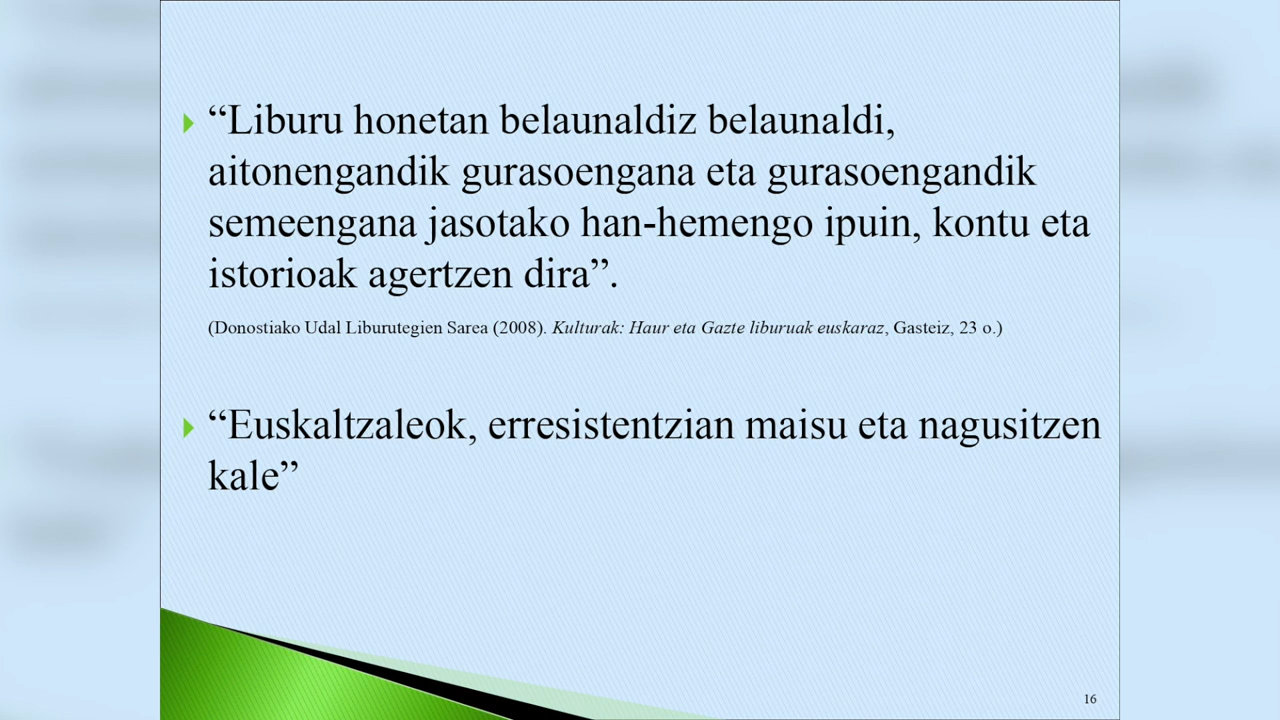 “Liburu honetan belaunaldiz belaunaldi,
aitonengandik gurasoengana eta gurasoengandik
semeengana jasotako han-hemengo ipuin, kontu eta
istorioak agertzen dira”.
(Donostiako Udal Liburutegien Sarea (2008). Kulturak: Haur eta Gazte liburuak euskaraz, Gasteiz, 23 o.)
“Euskaltzaleok, erresistentzian maisu eta nagusitzen
kale”
16